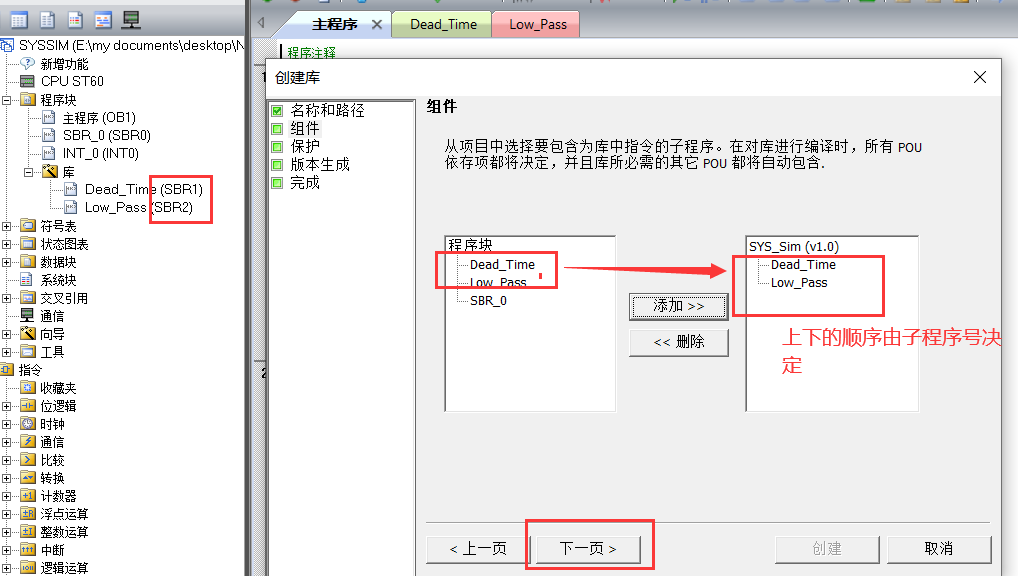 主程序
Dead_Time
Low_Pass
SYSSIM (E:\my documents\desktop\N
新增功能
CPU ST60
程序块
主程序 (OB1)
SBR_0 (SBR0)
INT_0 (INT0)
库
Dead_Time (SBR1)
Low_Pass (SBR2)
符号表
状态图表
数据块
系统块
交叉引用
通信
向导
工具
指令
收藏夹
位逻辑
时钟
通信
比较
转换
计数器
浮点运算
整数运算
中断
逻辑运算
程序注释
1
2
创建库
名称和路径
组件
保护
版本生成
完成
组件
从项目中选择要包含为库中指令的子程序。在对库进行编译时，所有 POU
依存项都将决定，并且库所必需的其它 POU 都将自动包含.
程序块
Dead_Time
Low_Pass
SBR_0
添加 >>
<< 删除
SYS_Sim (v1.0)
Dead_Time
Low_Pass
上下的顺序由子程序号决
定
< 上一页
下一页 >
创建
取消